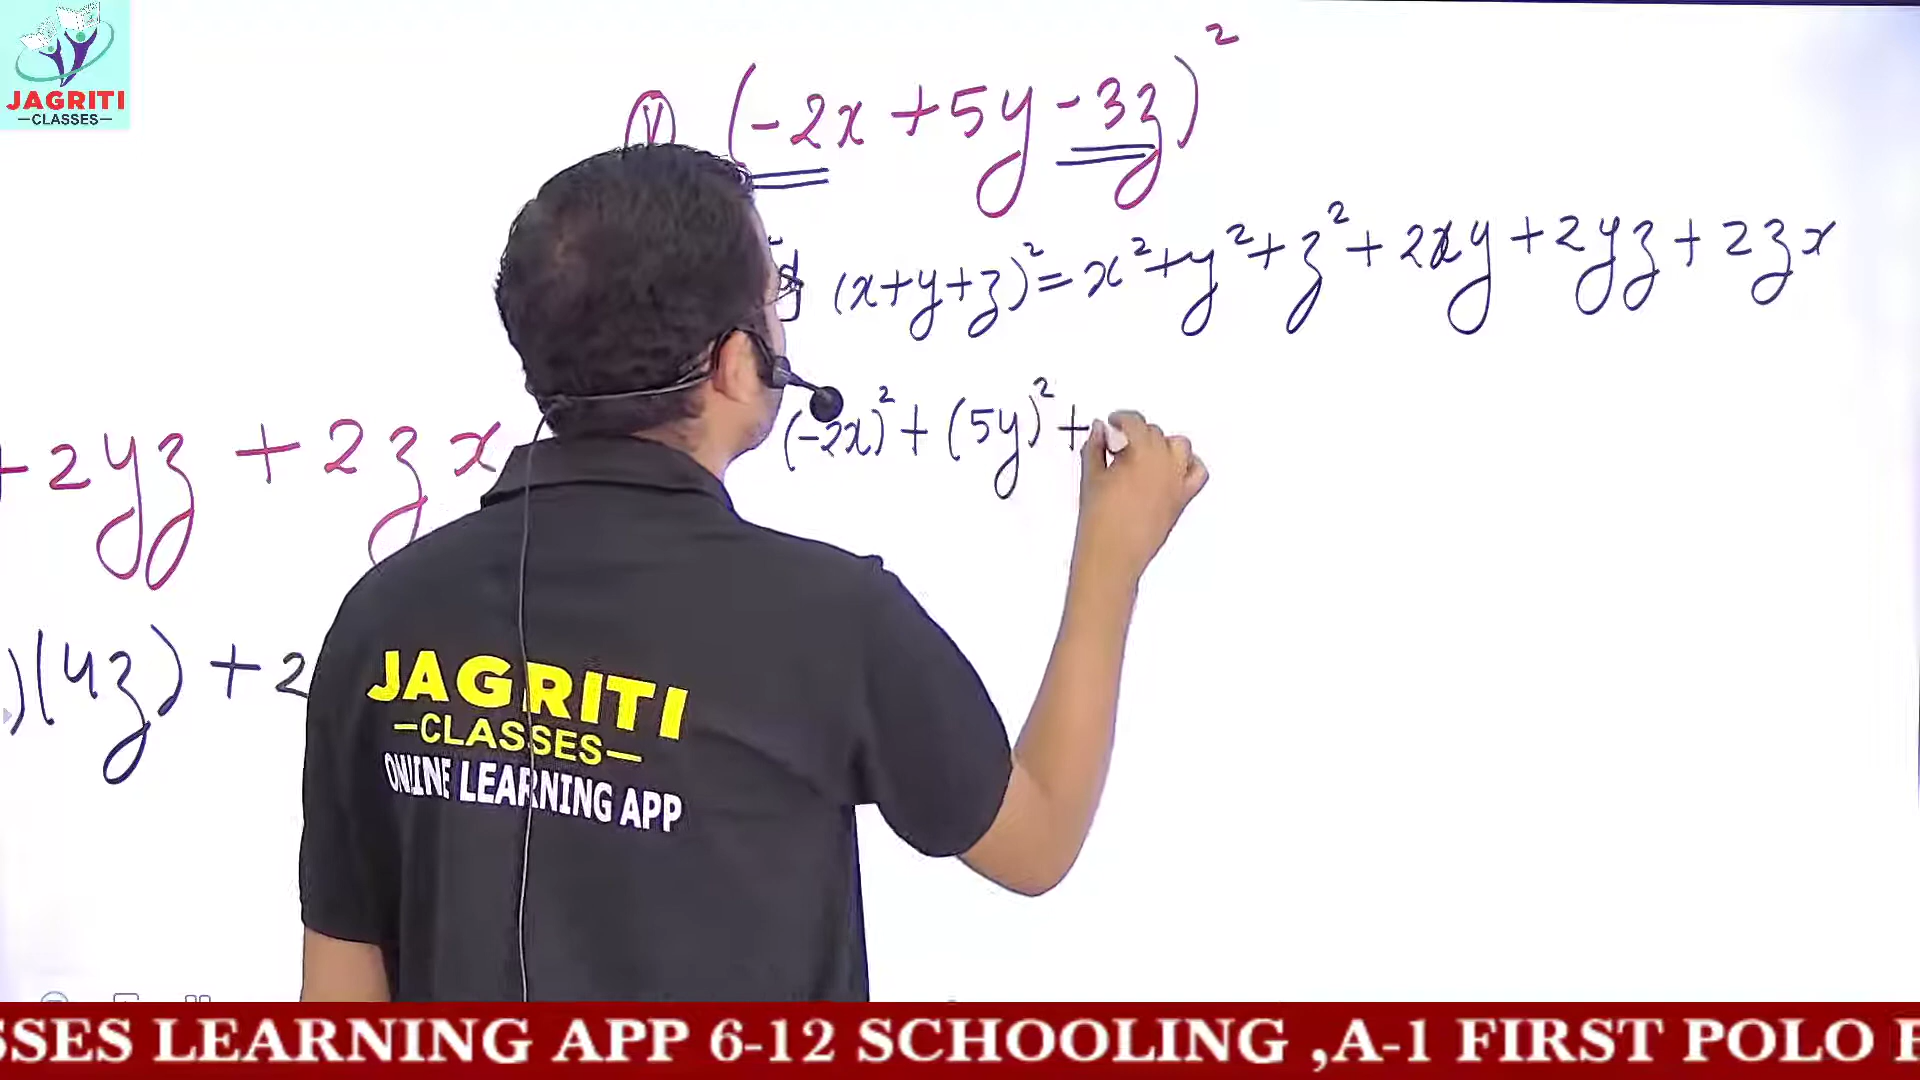 JAGRITI
-CLASSES-
(-2x + 5y - 3z)²
(x+y+z)² = x² + y² + z² + 2xy + 2yz + 2zx
(-2x)² + (5y)² +
+ 2yz + 2zx
)(4z) + 2
JAGRITI
-CLASSES-
ONLINE LEARNING APP
SSES LEARNING APP 6-12 SCHOOLING ,A-1 FIRST POLO